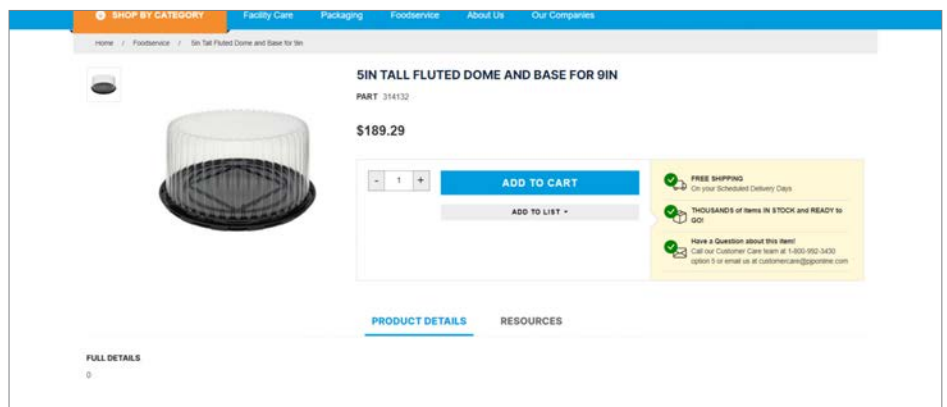 SHOP BY CATEGORY Facility Care Packaging Foodservice About Us Our Companies
Home / Foodservice / 5in Tall Fluted Dome and Base for 9in
5IN TALL FLUTED DOME AND BASE FOR 9IN
PART 314132
$189.29
- 1 + ADD TO CART
ADD TO LIST
FREE SHIPPING
On your Scheduled Delivery Days
THOUSANDS of Items IN STOCK and READY to
GO!
Have a Question about this item!
Call our Customer Care team at 1-800-992-3430
option 5 or email us at customercare@pjponline.com
PRODUCT DETAILS RESOURCES
FULL DETAILS
0